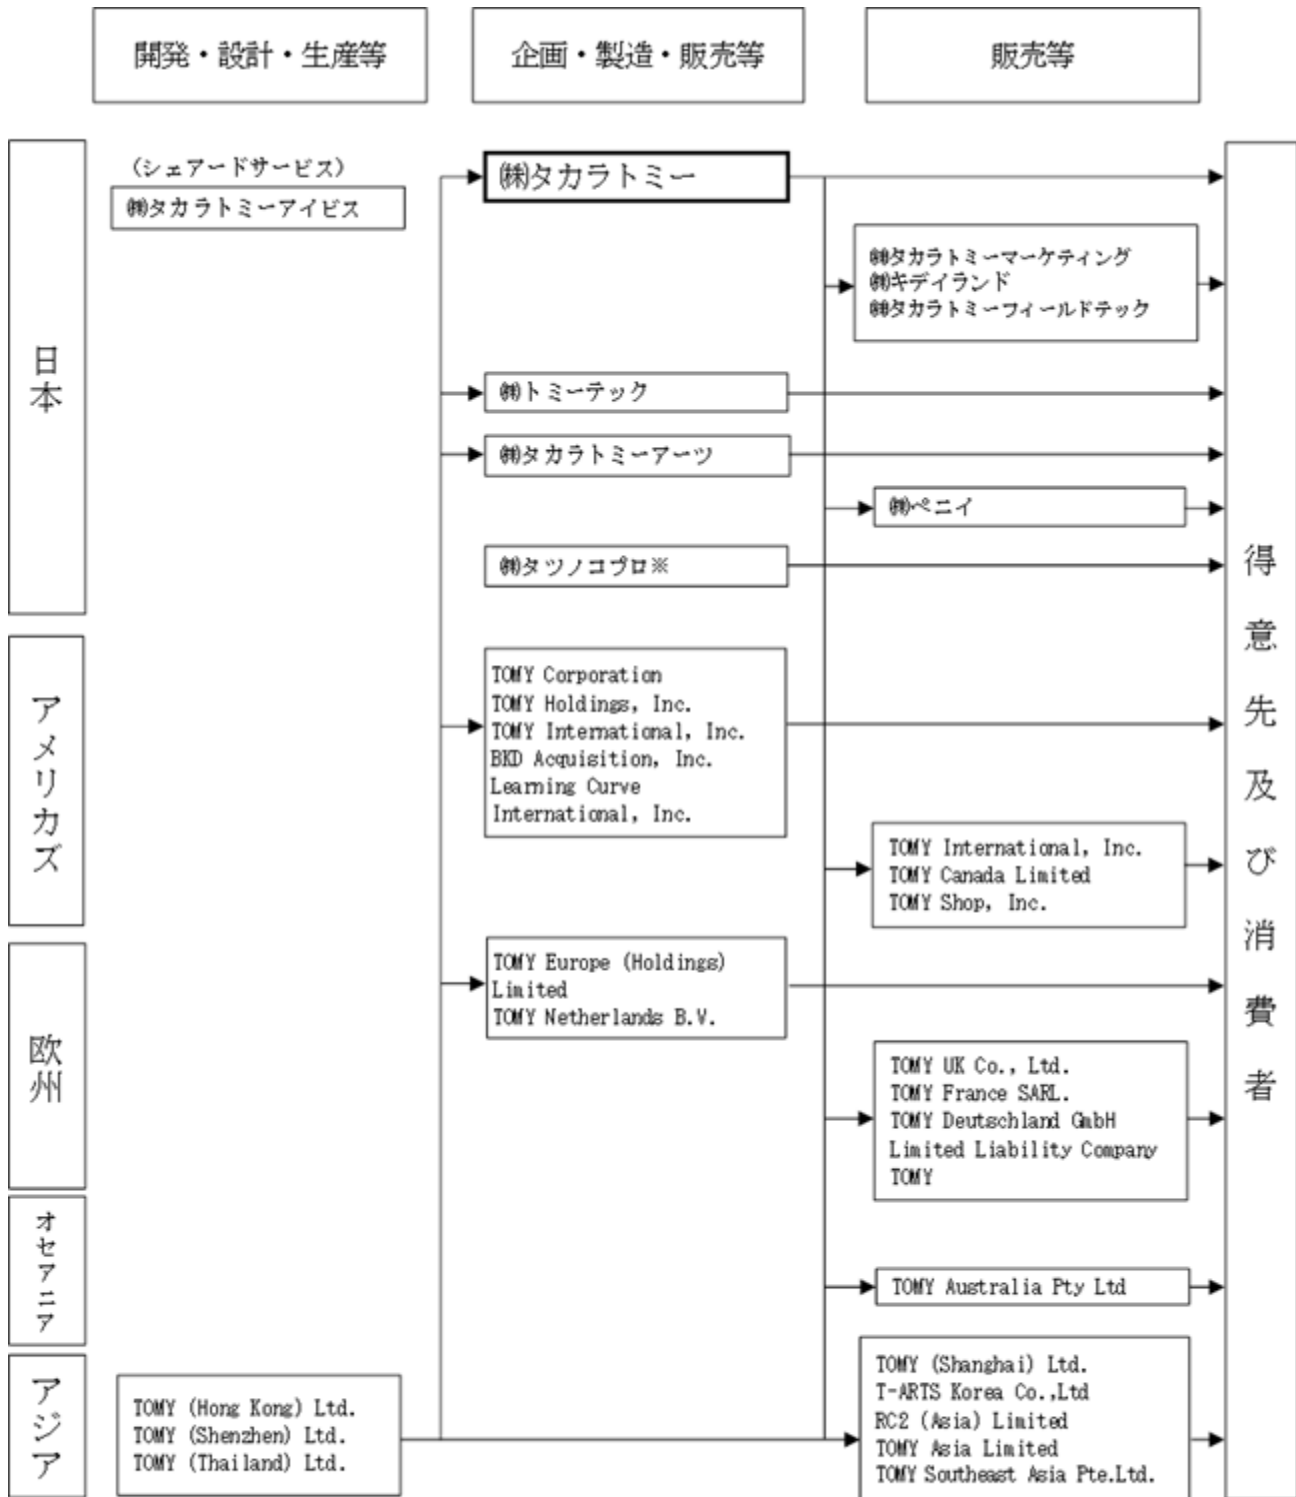 開発・設計・生産等
企画・製造・販売等
販売等
日本
(シェアードサービス)
㈱タカラトミーアイビス
㈱タカラトミー
㈱タカラトミーマーケティング
㈱キデイランド
㈱タカラトミーフィールドテック
㈱トミーテック
㈱タカラトミーアーツ
㈱ペニイ
㈱タツノコプロ※
アメリカズ
TOMY Corporation
TOMY Holdings, Inc.
TOMY International, Inc.
BKD Acquisition, Inc.
Learning Curve
International, Inc.
TOMY International, Inc.
TOMY Canada Limited
TOMY Shop, Inc.
欧州
TOMY Europe (Holdings)
Limited
TOMY Netherlands B.V.
TOMY UK Co., Ltd.
TOMY France SARL.
TOMY Deutschland GmbH
Limited Liability Company
TOMY
オセアニア
TOMY Australia Pty Ltd
アジア
TOMY (Hong Kong) Ltd.
TOMY (Shenzhen) Ltd.
TOMY (Thailand) Ltd.
TOMY (Shanghai) Ltd.
T-ARTS Korea Co.,Ltd
RC2 (Asia) Limited
TOMY Asia Limited
TOMY Southeast Asia Pte.Ltd.
得意先及び消費者